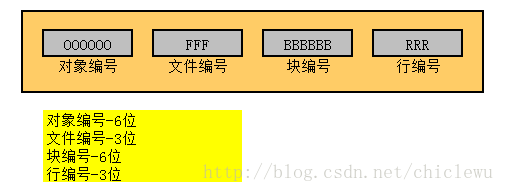 OOOOOO FFF BBBBBB RRR
对象编号 文件编号 块编号 行编号
对象编号-6位
文件编号-3位
块编号-6位
行编号-3位
http://blog.csdn.net/chiclewu